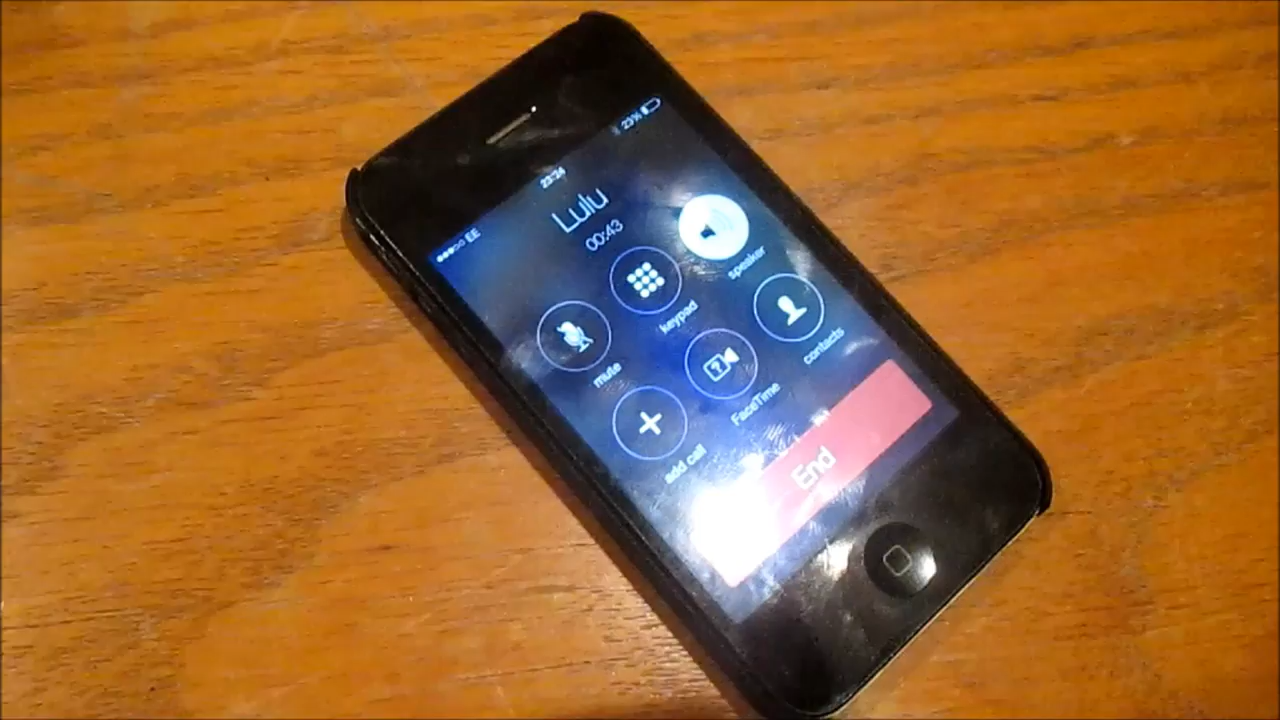 EE 23:24 23%
Lulu
00:43
mute keypad speaker
add call FaceTime contacts
End